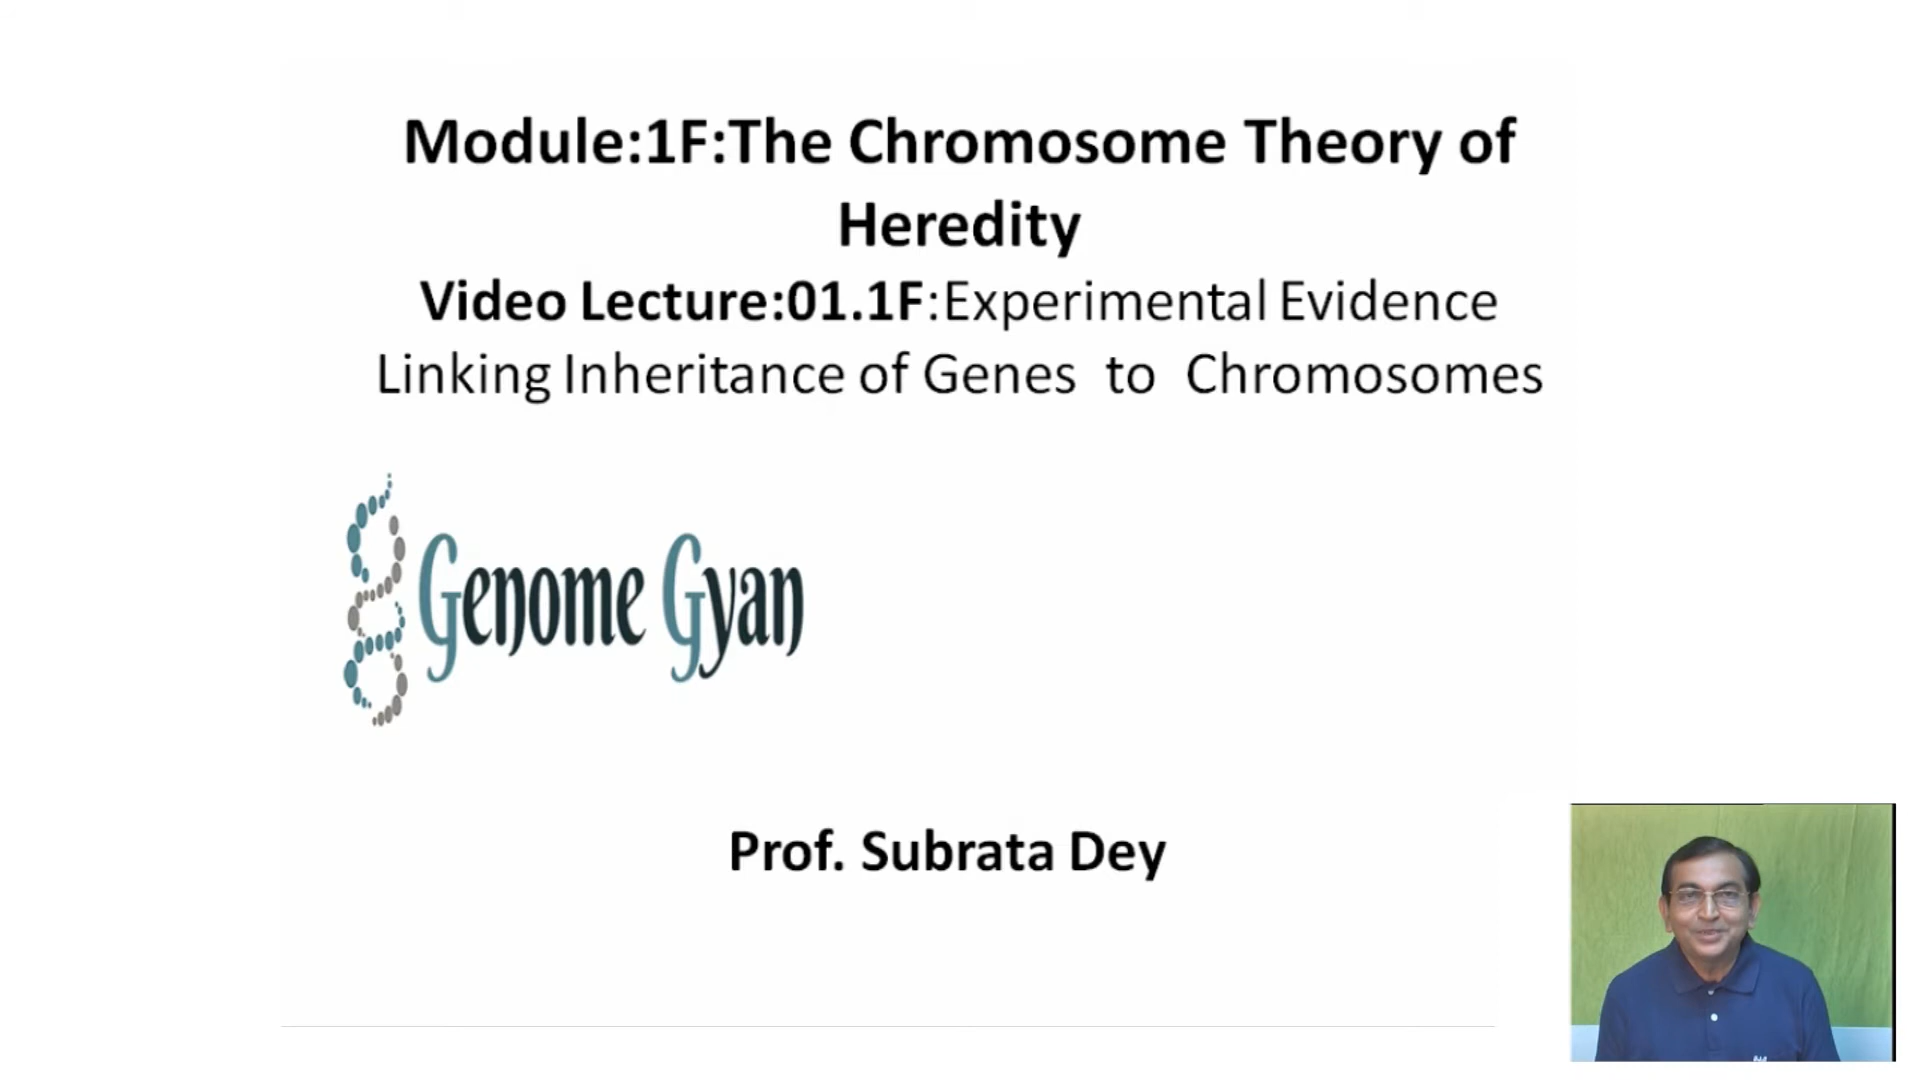 Module:1F:The Chromosome Theory of
Heredity
Video Lecture:01.1F:Experimental Evidence
Linking Inheritance of Genes to Chromosomes
Genome Gyan
Prof. Subrata Dey